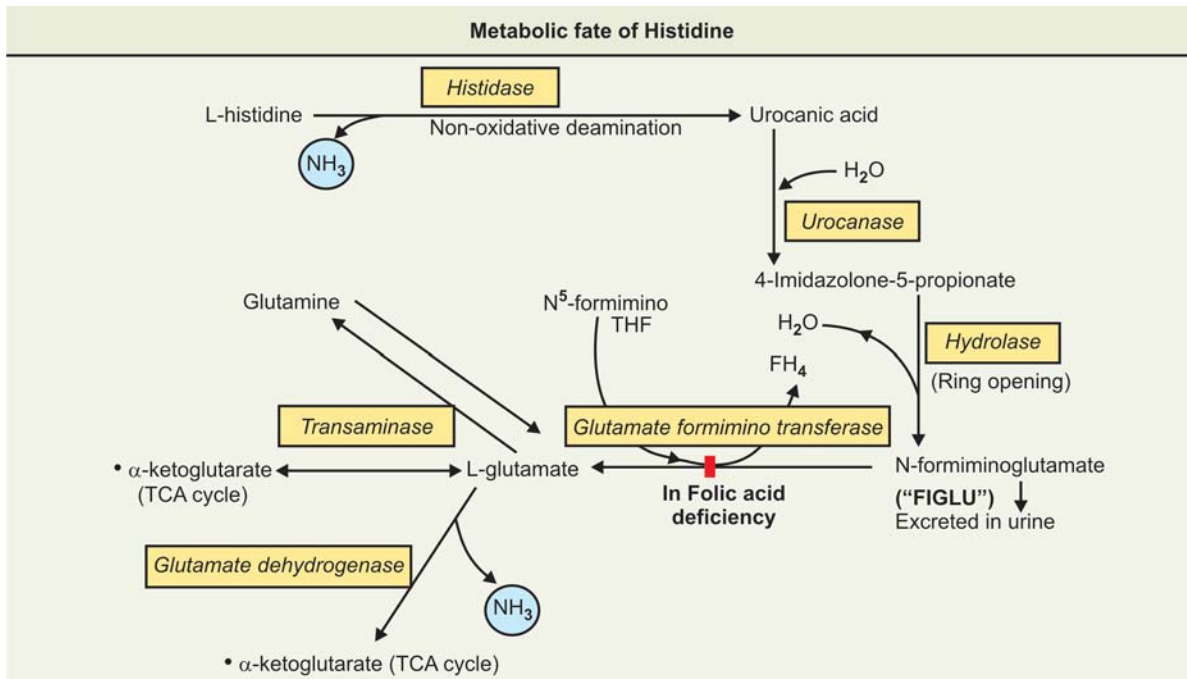 Metabolic fate of Histidine
Histidase
L-histidine
Non-oxidative deamination
Urocanic acid
NH₃
H₂O
Urocanase
4-Imidazolone-5-propionate
Glutamine
N⁵-formimino
THF
H₂O
Hydrolase
FH₄
(Ring opening)
Transaminase
Glutamate formimino transferase
• α-ketoglutarate
(TCA cycle)
L-glutamate
N-formiminoglutamate
In Folic acid
deficiency
("FIGLU")
Excreted in urine
Glutamate dehydrogenase
NH₃
• α-ketoglutarate (TCA cycle)